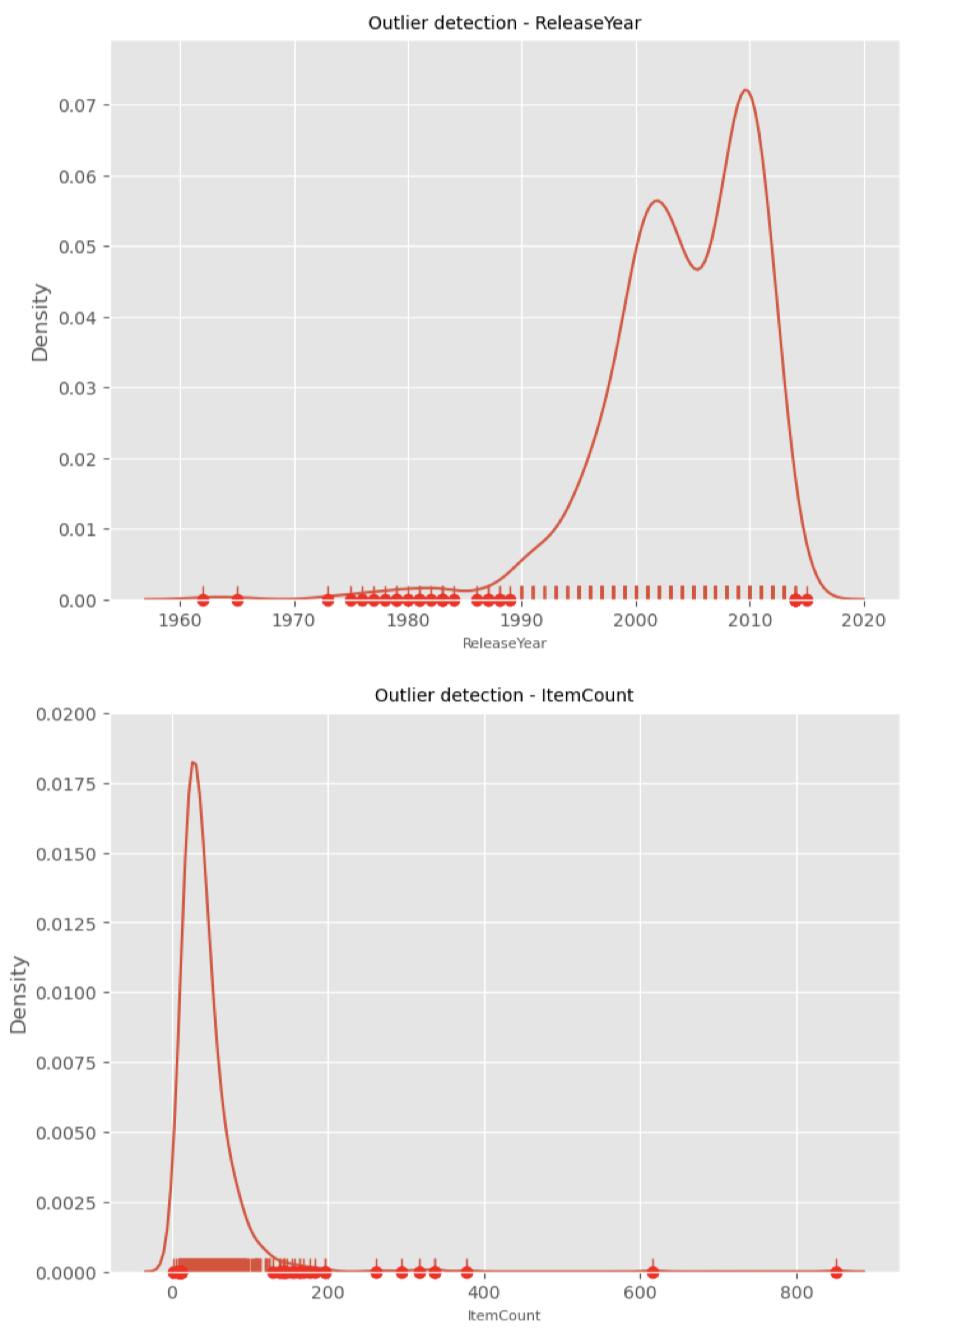 Outlier detection - ReleaseYear
0.07
0.06
0.05
0.04
0.03
0.02
0.01
0.00
Density
1960 1970 1980 1990 2000 2010 2020
ReleaseYear
Outlier detection - ItemCount
0.0200
0.0175
0.0150
0.0125
0.0100
0.0075
0.0050
0.0025
0.0000
Density
0 200 400 600 800
ItemCount